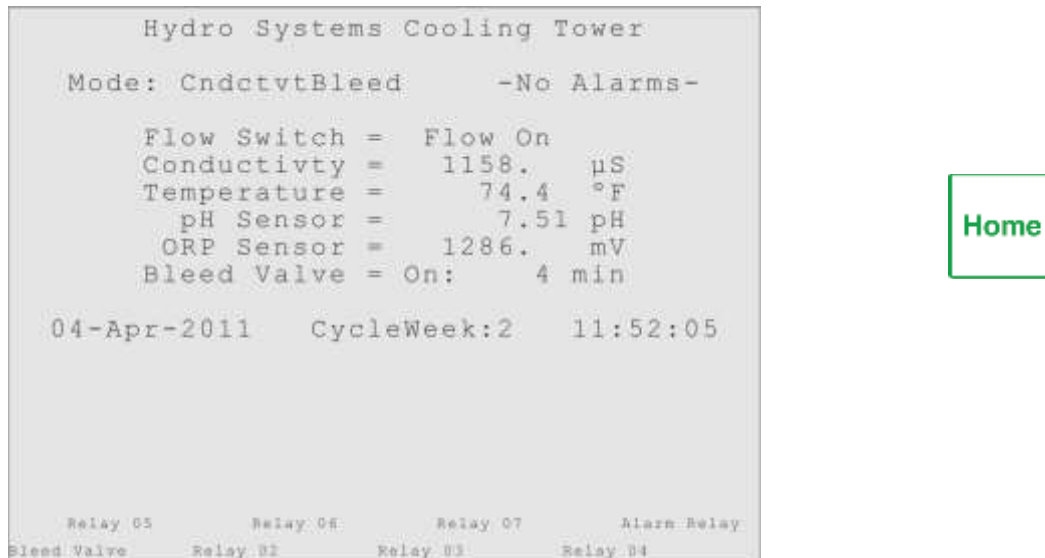 Hydro Systems Cooling Tower
Mode: CndctvtBleed -No Alarms-
Flow Switch = Flow On
Conductivty = 1158. µS
Temperature = 74.4 °F
pH Sensor = 7.51 pH
ORP Sensor = 1286. mV
Bleed Valve = On: 4 min
04-Apr-2011 CycleWeek:2 11:52:05
Home
Relay 05 Relay 06 Relay 07 Alarm Relay
Bleed Valve Relay 02 Relay 03 Relay 04